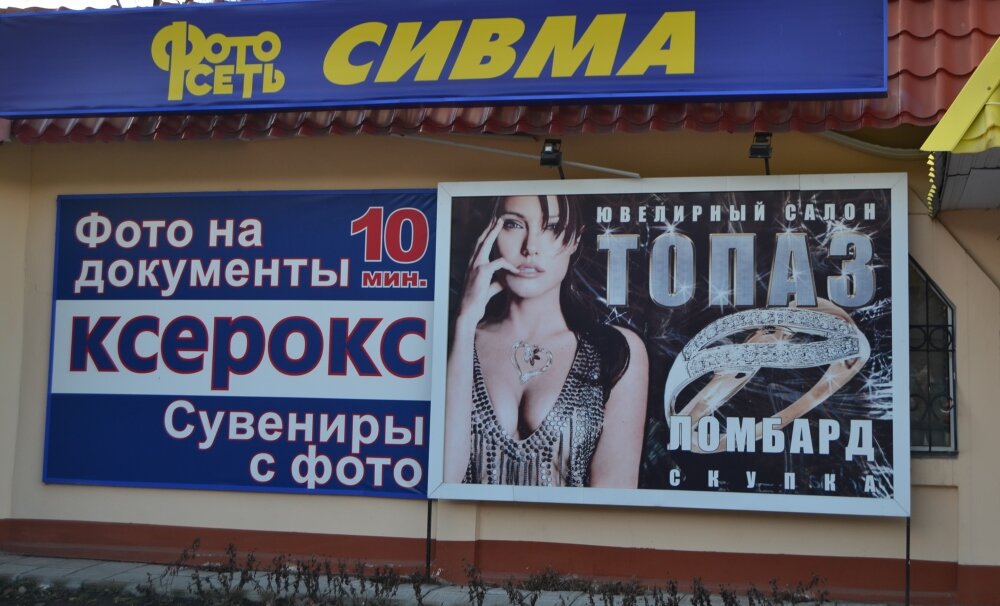 ФОТО
СЕТЬ
СИВМА
Фото на
документы
10
мин.
ксерокс
Сувениры
с фото
ЮВЕЛИРНЫЙ САЛОН
ТОПАЗ
ЛОМБАРД
СКУПКА